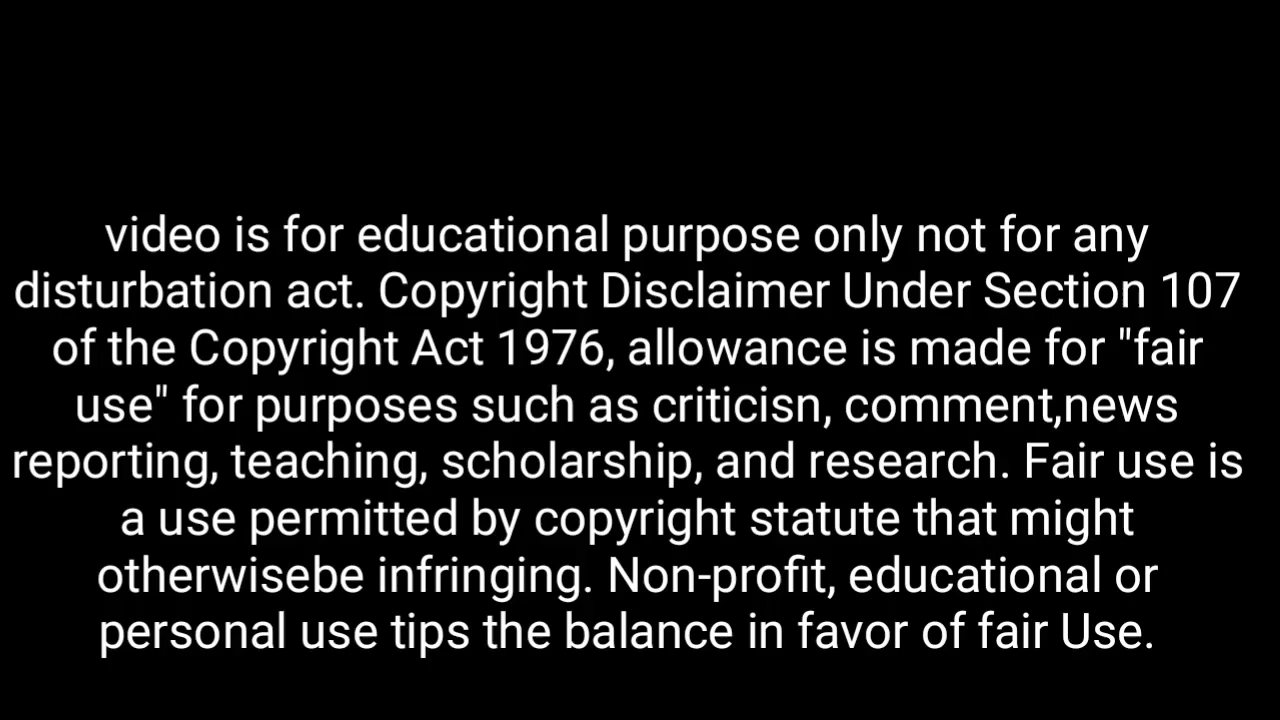 video is for educational purpose only not for any
disturbation act. Copyright Disclaimer Under Section 107
of the Copyright Act 1976, allowance is made for "fair
use" for purposes such as criticisn, comment,news
reporting, teaching, scholarship, and research. Fair use is
a use permitted by copyright statute that might
otherwisebe infringing. Non-profit, educational or
personal use tips the balance in favor of fair Use.